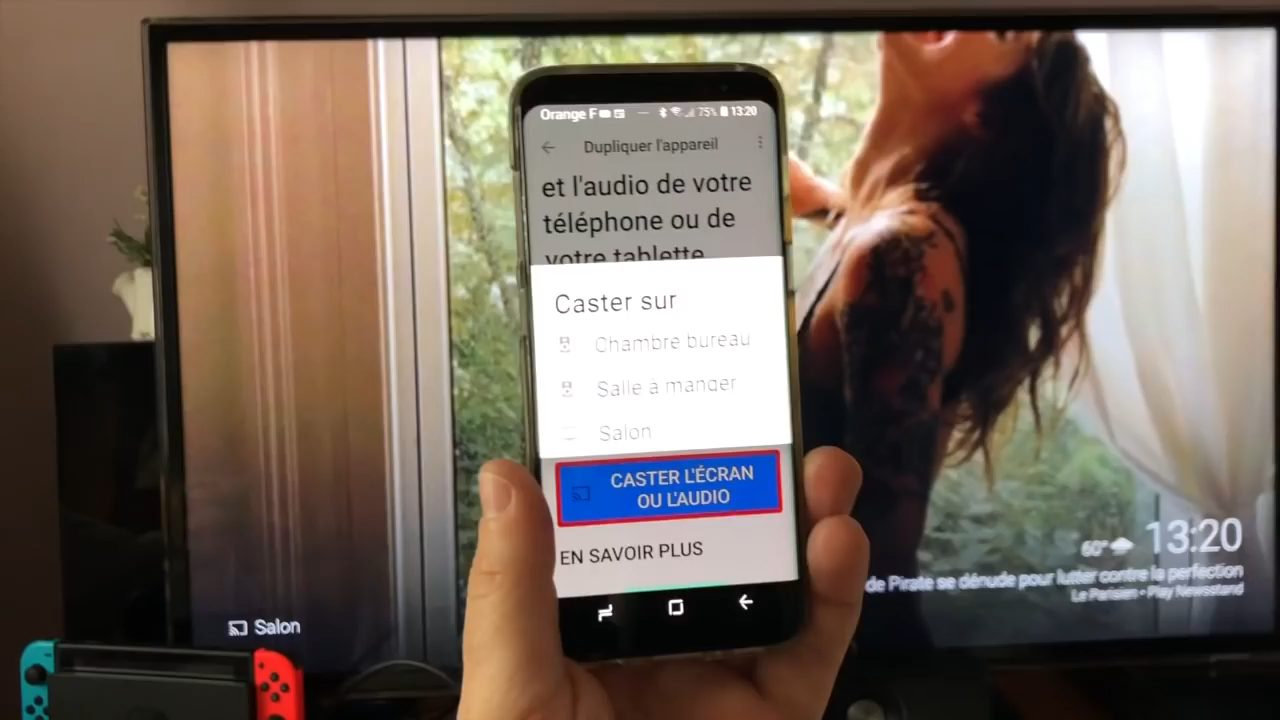 Orange F 75% 13:20
Dupliquer l'appareil
et l'audio de votre
téléphone ou de
votre tablette
Caster sur
Chambre bureau
Salle à manger
Salon
CASTER L'ÉCRAN
OU L'AUDIO
EN SAVOIR PLUS
60° 13:20
de Pirate se dénude pour lutter contre la perfection
Le Parisien • Play Newsstand
Salon